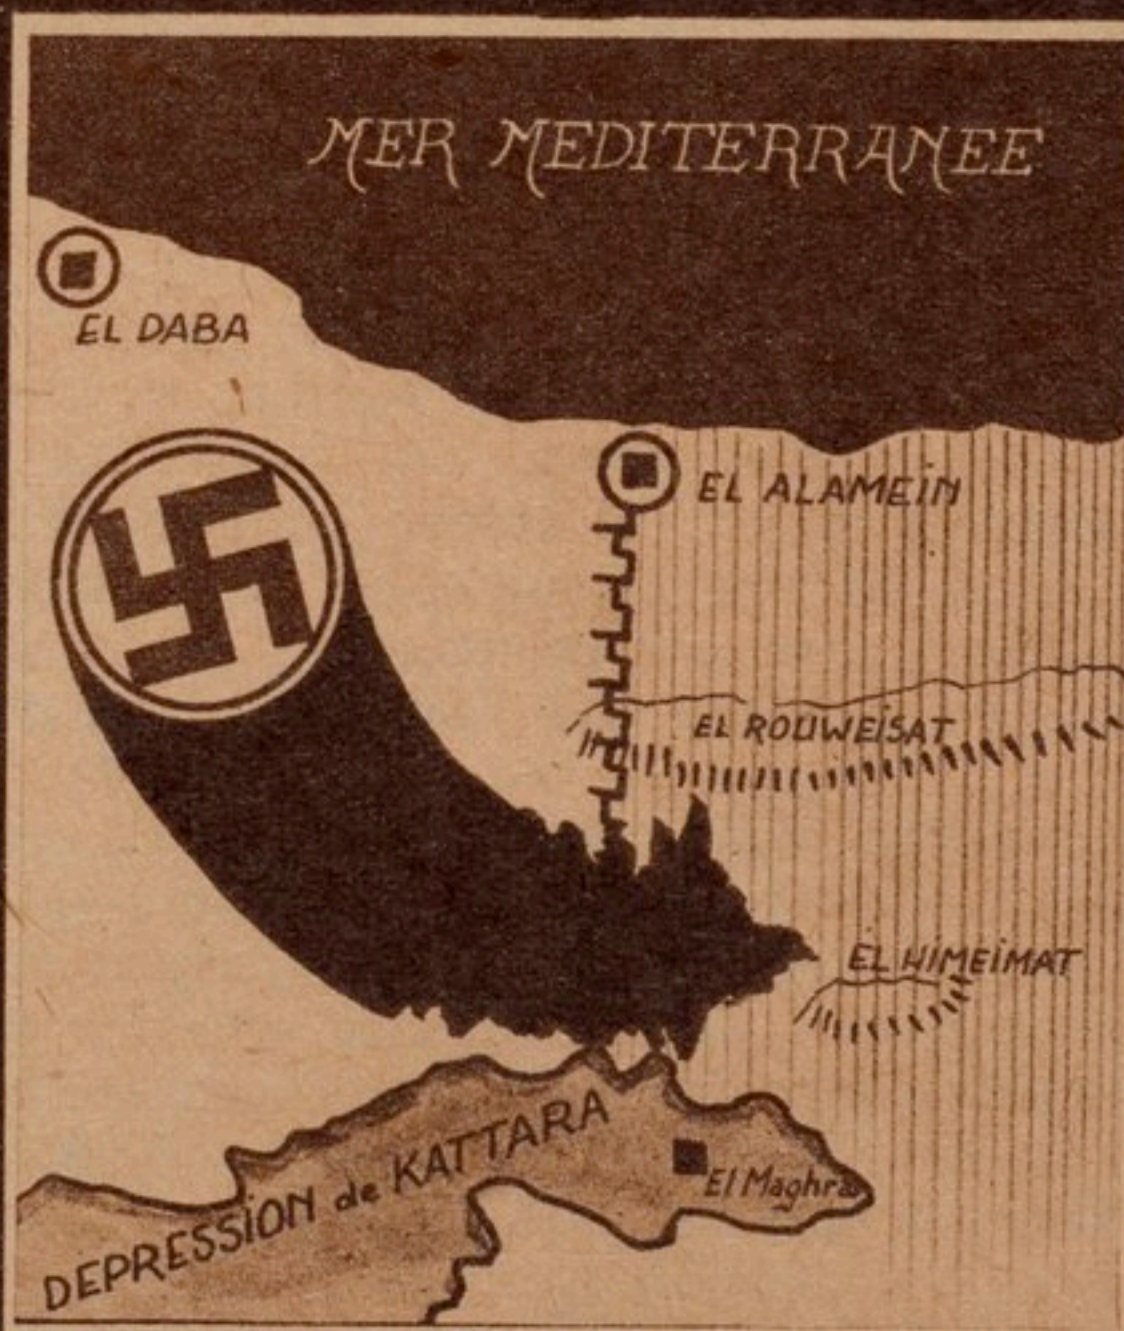 MER MEDITERRANEE
EL DABA
EL ALAMEIN
EL ROUWEISAT
EL HIMEIMAT
DEPRESSION de KATTARA
El Maghra